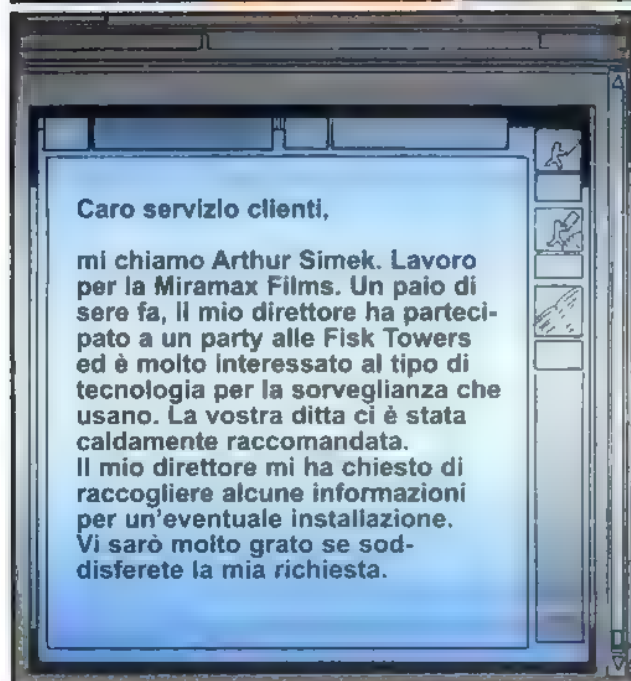 Caro servizio clienti,
mi chiamo Arthur Simek. Lavoro
per la Miramax Films. Un paio di
sere fa, il mio direttore ha parteci-
pato a un party alle Fisk Towers
ed è molto interessato al tipo di
tecnologia per la sorveglianza che
usano. La vostra ditta ci è stata
caldamente raccomandata.
Il mio direttore mi ha chiesto di
raccogliere alcune informazioni
per un'eventuale installazione.
Vi sarò molto grato se sod-
disferete la mia richiesta.